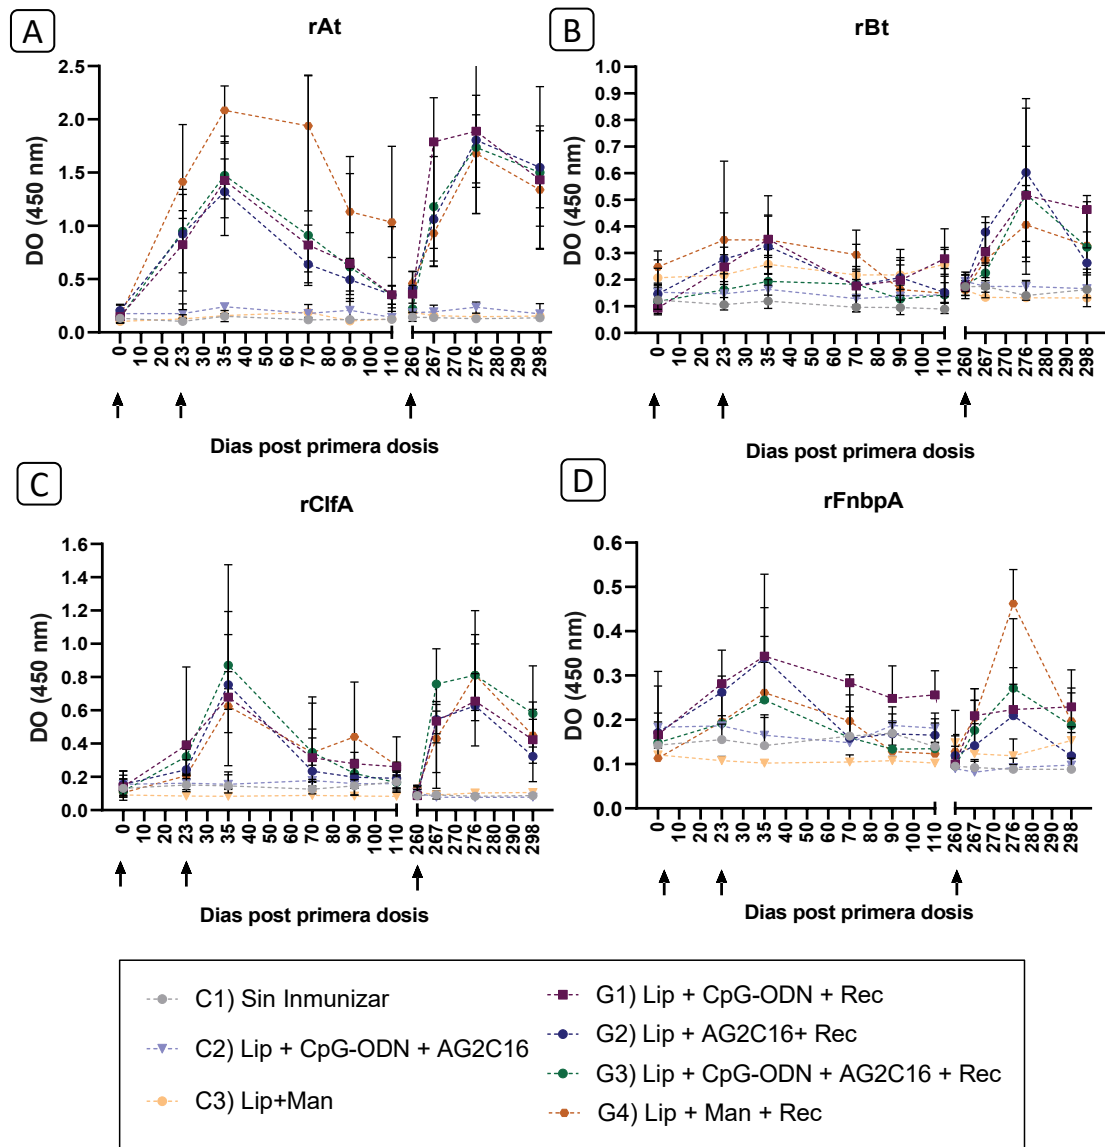 A
rAt
DO (450 nm)
2.5
2.0
1.5
1.0
0.5
0.0
0 10 20 23 30 35 40 50 60 70 80 90 100 110 260 267 270 276 280 290 298
Dias post primera dosis
B
rBt
DO (450 nm)
1.0
0.9
0.8
0.7
0.6
0.5
0.4
0.3
0.2
0.1
0.0
0 10 20 23 30 35 40 50 60 70 80 90 100 110 260 267 270 276 280 290 298
Dias post primera dosis
C
rClfA
DO (450 nm)
1.6
1.4
1.2
1.0
0.8
0.6
0.4
0.2
0.0
0 10 20 23 30 35 40 50 60 70 80 90 100 110 260 267 270 276 280 290 298
Dias post primera dosis
D
rFnbpA
DO (450 nm)
0.6
0.5
0.4
0.3
0.2
0.1
0.0
0 10 20 23 30 35 40 50 60 70 80 90 100 110 260 267 270 276 280 290 298
Dias post primera dosis
C1) Sin Inmunizar
C2) Lip + CpG-ODN + AG2C16
C3) Lip+Man
G1) Lip + CpG-ODN + Rec
G2) Lip + AG2C16+ Rec
G3) Lip + CpG-ODN + AG2C16 + Rec
G4) Lip + Man + Rec